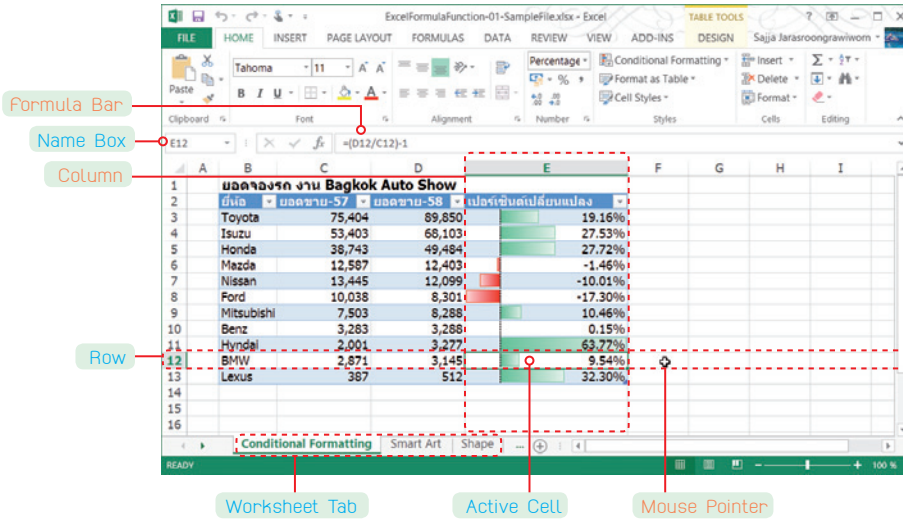 ExcelFormulaFunction-01-SampleFile.xlsx - Excel
TABLE TOOLS
FILE HOME INSERT PAGE LAYOUT FORMULAS DATA REVIEW VIEW ADD-INS DESIGN Sajja Jarasroongrawiworn
Paste
Tahoma 11
B I U
A A
A
Percentage
% ,
Conditional Formatting
Format as Table
Cell Styles
Insert
Delete
Format
Clipboard Font Alignment Number Styles Cells Editing
Formula Bar
Name Box
E12 fx =(D12/C12)-1
Column
A B C D E F G H I
1 ยอดจองรถ งาน Bagkok Auto Show
2 ยี่ห้อ ยอดขาย-57 ยอดขาย-58 เปอร์เซ็นต์เปลี่ยนแปลง
3 Toyota 75,404 89,850 19.16%
4 Isuzu 53,403 68,103 27.53%
5 Honda 38,743 49,484 27.72%
6 Mazda 12,587 12,403 -1.46%
7 Nissan 13,445 12,099 -10.01%
8 Ford 10,038 8,301 -17.30%
9 Mitsubishi 7,503 8,288 10.46%
10 Benz 3,283 3,288 0.15%
11 Hyndai 2,001 3,277 63.77%
Row
12 BMW 2,871 3,145 9.54%
13 Lexus 387 512 32.30%
14
15
16
Conditional Formatting Smart Art Shape ...
READY 100 %
Worksheet Tab
Active Cell
Mouse Pointer